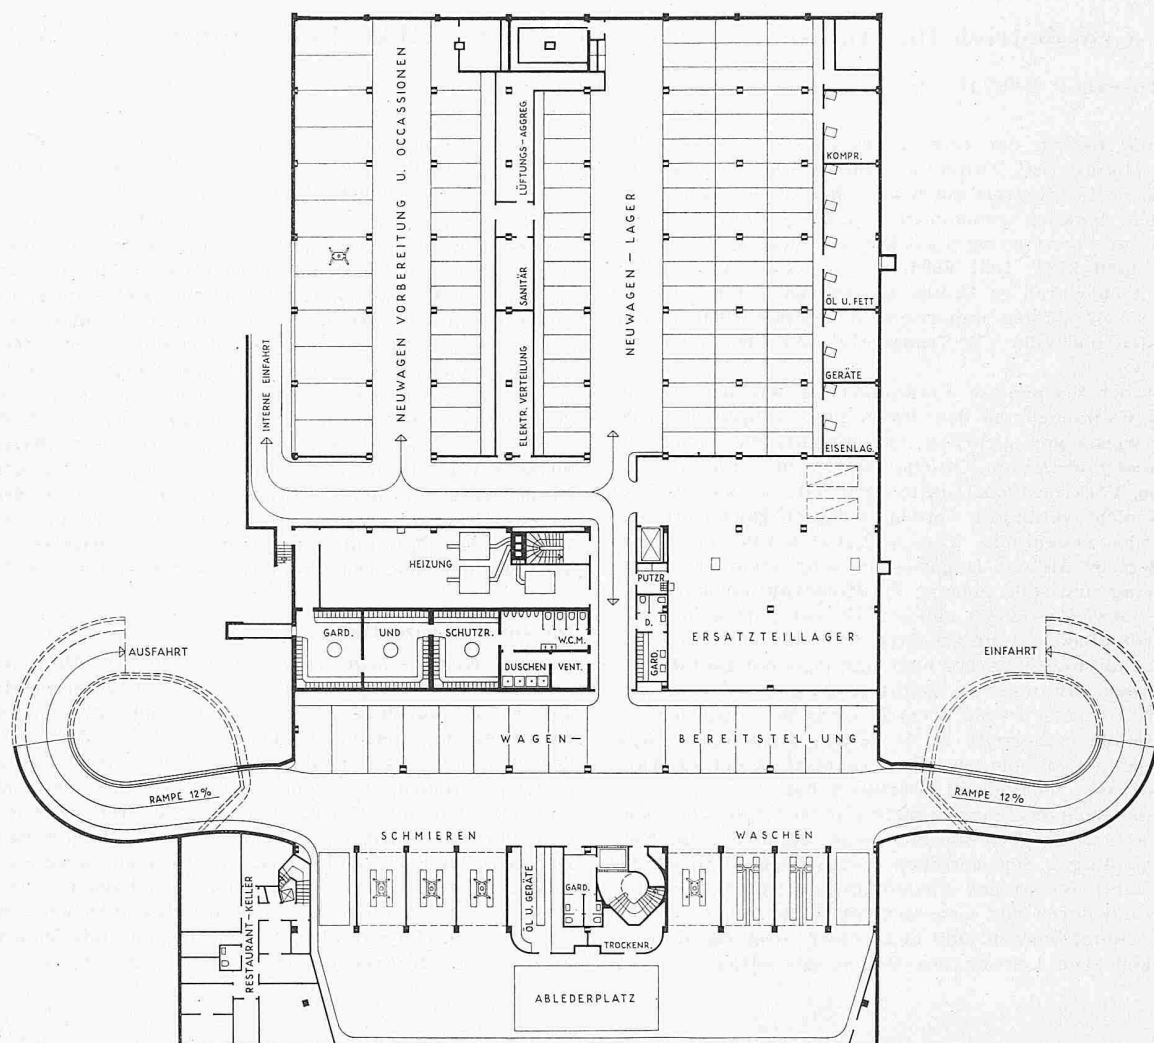 NEUWAGEN VORBEREITUNG U. OCCASSIONEN
LÜFTUNGS-AGGREG.
KOMPR.
NEUWAGEN-LAGER
SANITÄR
ÖL U. FETT
INTERNE EINFAHRT
ELEKTR. VERTEILUNG
GERÄTE
EISENLAG.
HEIZUNG
PUTZR.
GARD. UND SCHUTZR.
W.C.M.
D.
ERSATZTEILLAGER
AUSFAHRT
EINFAHRT
DUSCHEN
VENT.
GARD.
WAGEN-BEREITSTELLUNG
RAMPE 12%
RAMPE 12%
SCHMIEREN
WASCHEN
RESTAURANT-KELLER
ÖL U. GERÄTE
GARD.
TROCKENR.
ABLEDERPLATZ